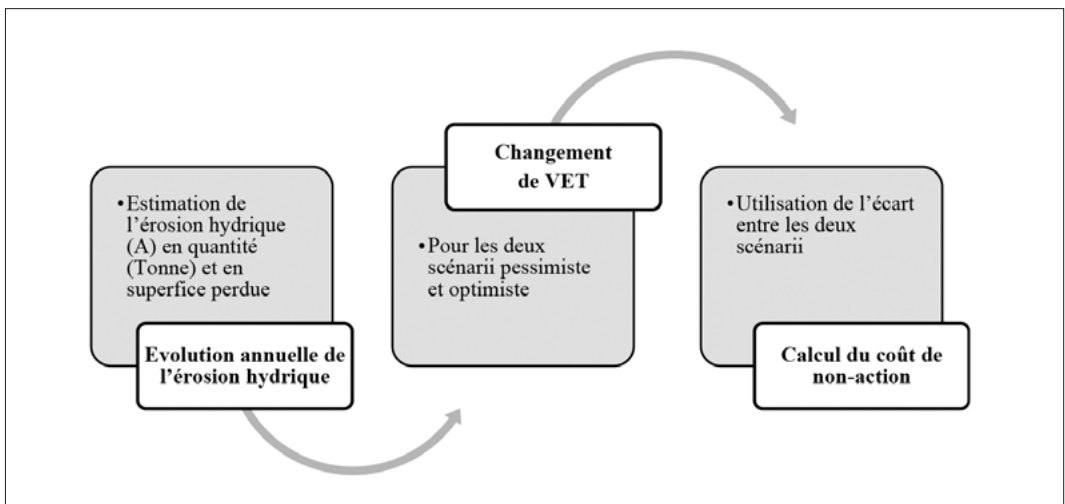 •Estimation de
l'érosion hydrique
(A) en quantité
(Tonne) et en
superfice perdue
Evolution annuelle de
l'érosion hydrique
Changement
de VET
•Pour les deux
scénarii pessimiste
et optimiste
•Utilisation de l'écart
entre les deux
scénarii
Calcul du coût de
non-action